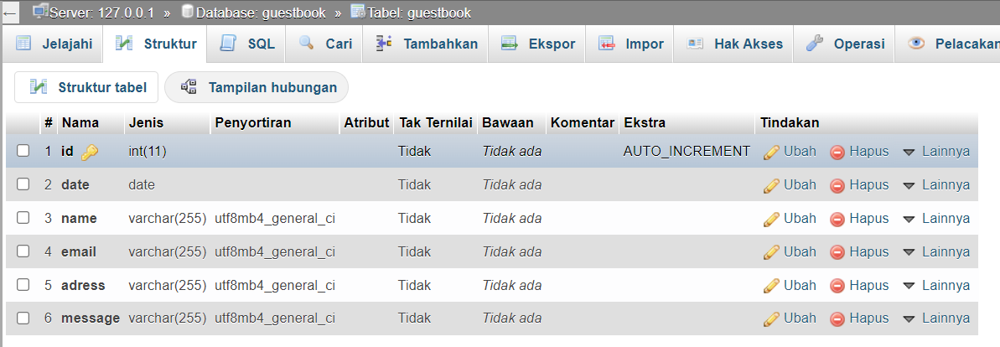 ← Server: 127.0.0.1 » Database: guestbook » Tabel: guestbook
Jelajahi Struktur SQL Cari Tambahkan Ekspor Impor Hak Akses Operasi Pelacakan
Struktur tabel Tampilan hubungan
# Nama Jenis Penyortiran Atribut Tak Ternilai Bawaan Komentar Ekstra Tindakan
1 id int(11) Tidak Tidak ada AUTO_INCREMENT Ubah Hapus Lainnya
2 date date Tidak Tidak ada Ubah Hapus Lainnya
3 name varchar(255) utf8mb4_general_ci Tidak Tidak ada Ubah Hapus Lainnya
4 email varchar(255) utf8mb4_general_ci Tidak Tidak ada Ubah Hapus Lainnya
5 adress varchar(255) utf8mb4_general_ci Tidak Tidak ada Ubah Hapus Lainnya
6 message varchar(255) utf8mb4_general_ci Tidak Tidak ada Ubah Hapus Lainnya